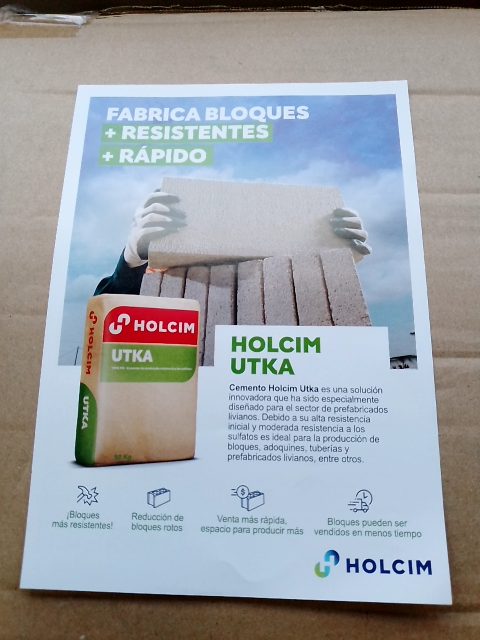 FABRICA BLOQUES
+ RESISTENTES
+ RÁPIDO
HOLCIM
HOLCIM
UTKA
UTKA
50 Kg
HOLCIM
UTKA
Cemento Holcim Utka es una solución
innovadora que ha sido especialmente
diseñado para el sector de prefabricados
livianos. Debido a su alta resistencia
inicial y moderada resistencia a los
sulfatos es ideal para la producción de
bloques, adoquines, tuberías y
prefabricados livianos, entre otros.
¡Bloques
más resistentes!
Reducción de
bloques rotos
Venta más rápida,
espacio para producir más
Bloques pueden ser
vendidos en menos tiempo
HOLCIM